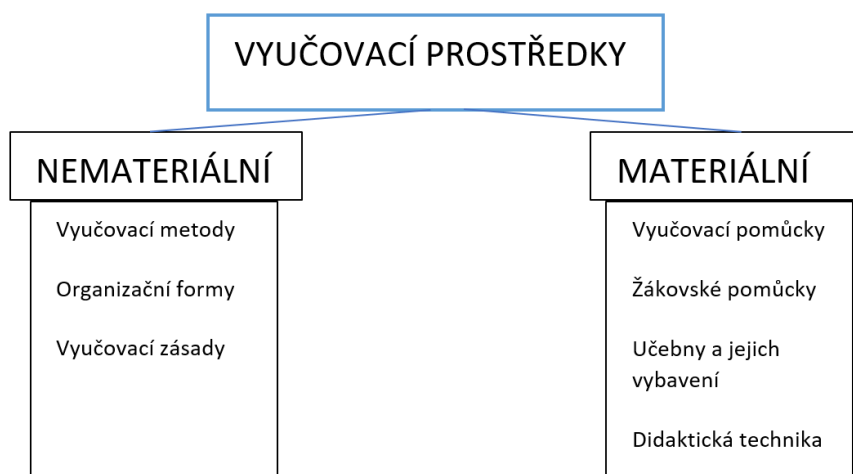 VYUČOVACÍ PROSTŘEDKY
NEMATERIÁLNÍ
Vyučovací metody
Organizační formy
Vyučovací zásady
MATERIÁLNÍ
Vyučovací pomůcky
Žákovské pomůcky
Učebny a jejich
vybavení
Didaktická technika